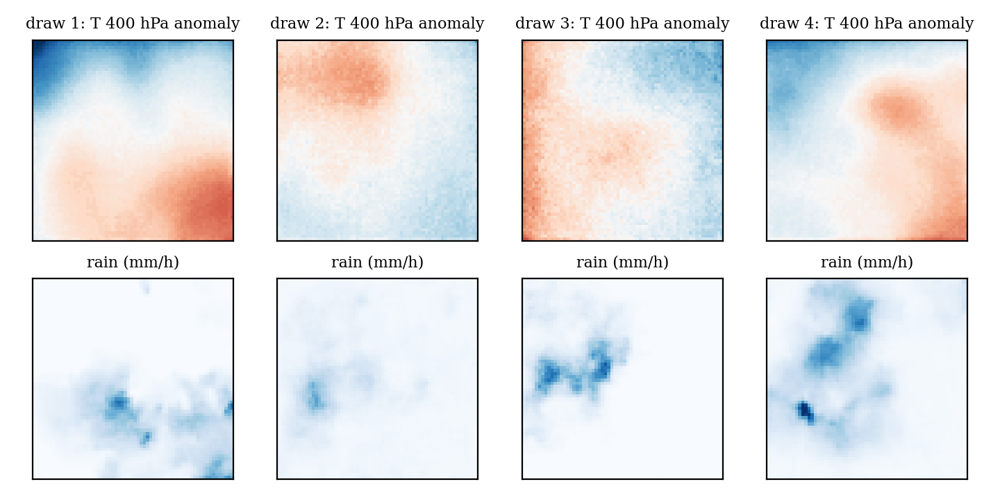 draw 1: T 400 hPa anomaly
draw 2: T 400 hPa anomaly
draw 3: T 400 hPa anomaly
draw 4: T 400 hPa anomaly
rain (mm/h)
rain (mm/h)
rain (mm/h)
rain (mm/h)